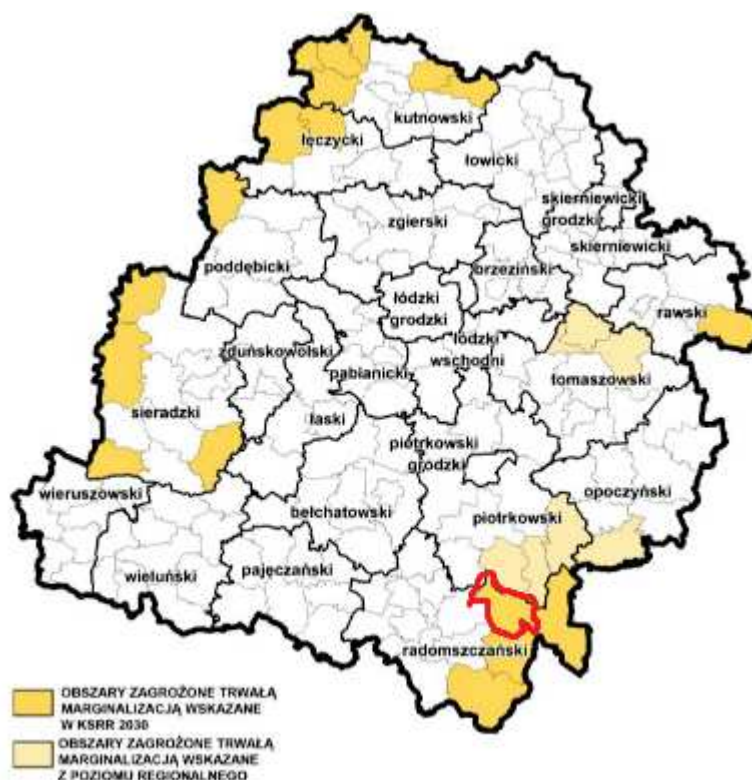 kutnowski
łęczycki
łowicki
skierniewicki
grodzki
skierniewicki
zgierski
brzeziński
poddębicki
łódzki
grodzki
rawski
łódzki
wschodni
zduńskowolski
pabianicki
tomaszowski
sieradzki
łaski
piotrkowski
grodzki
wieruszowski
opoczyński
bełchatowski
piotrkowski
wieluński
pajęczański
radomszczański
OBSZARY ZAGROŻONE TRWAŁĄ
MARGINALIZACJĄ WSKAZANE
W KSRR 2030
OBSZARY ZAGROŻONE TRWAŁĄ
MARGINALIZACJĄ WSKAZANE
Z POZIOMU REGIONALNEGO